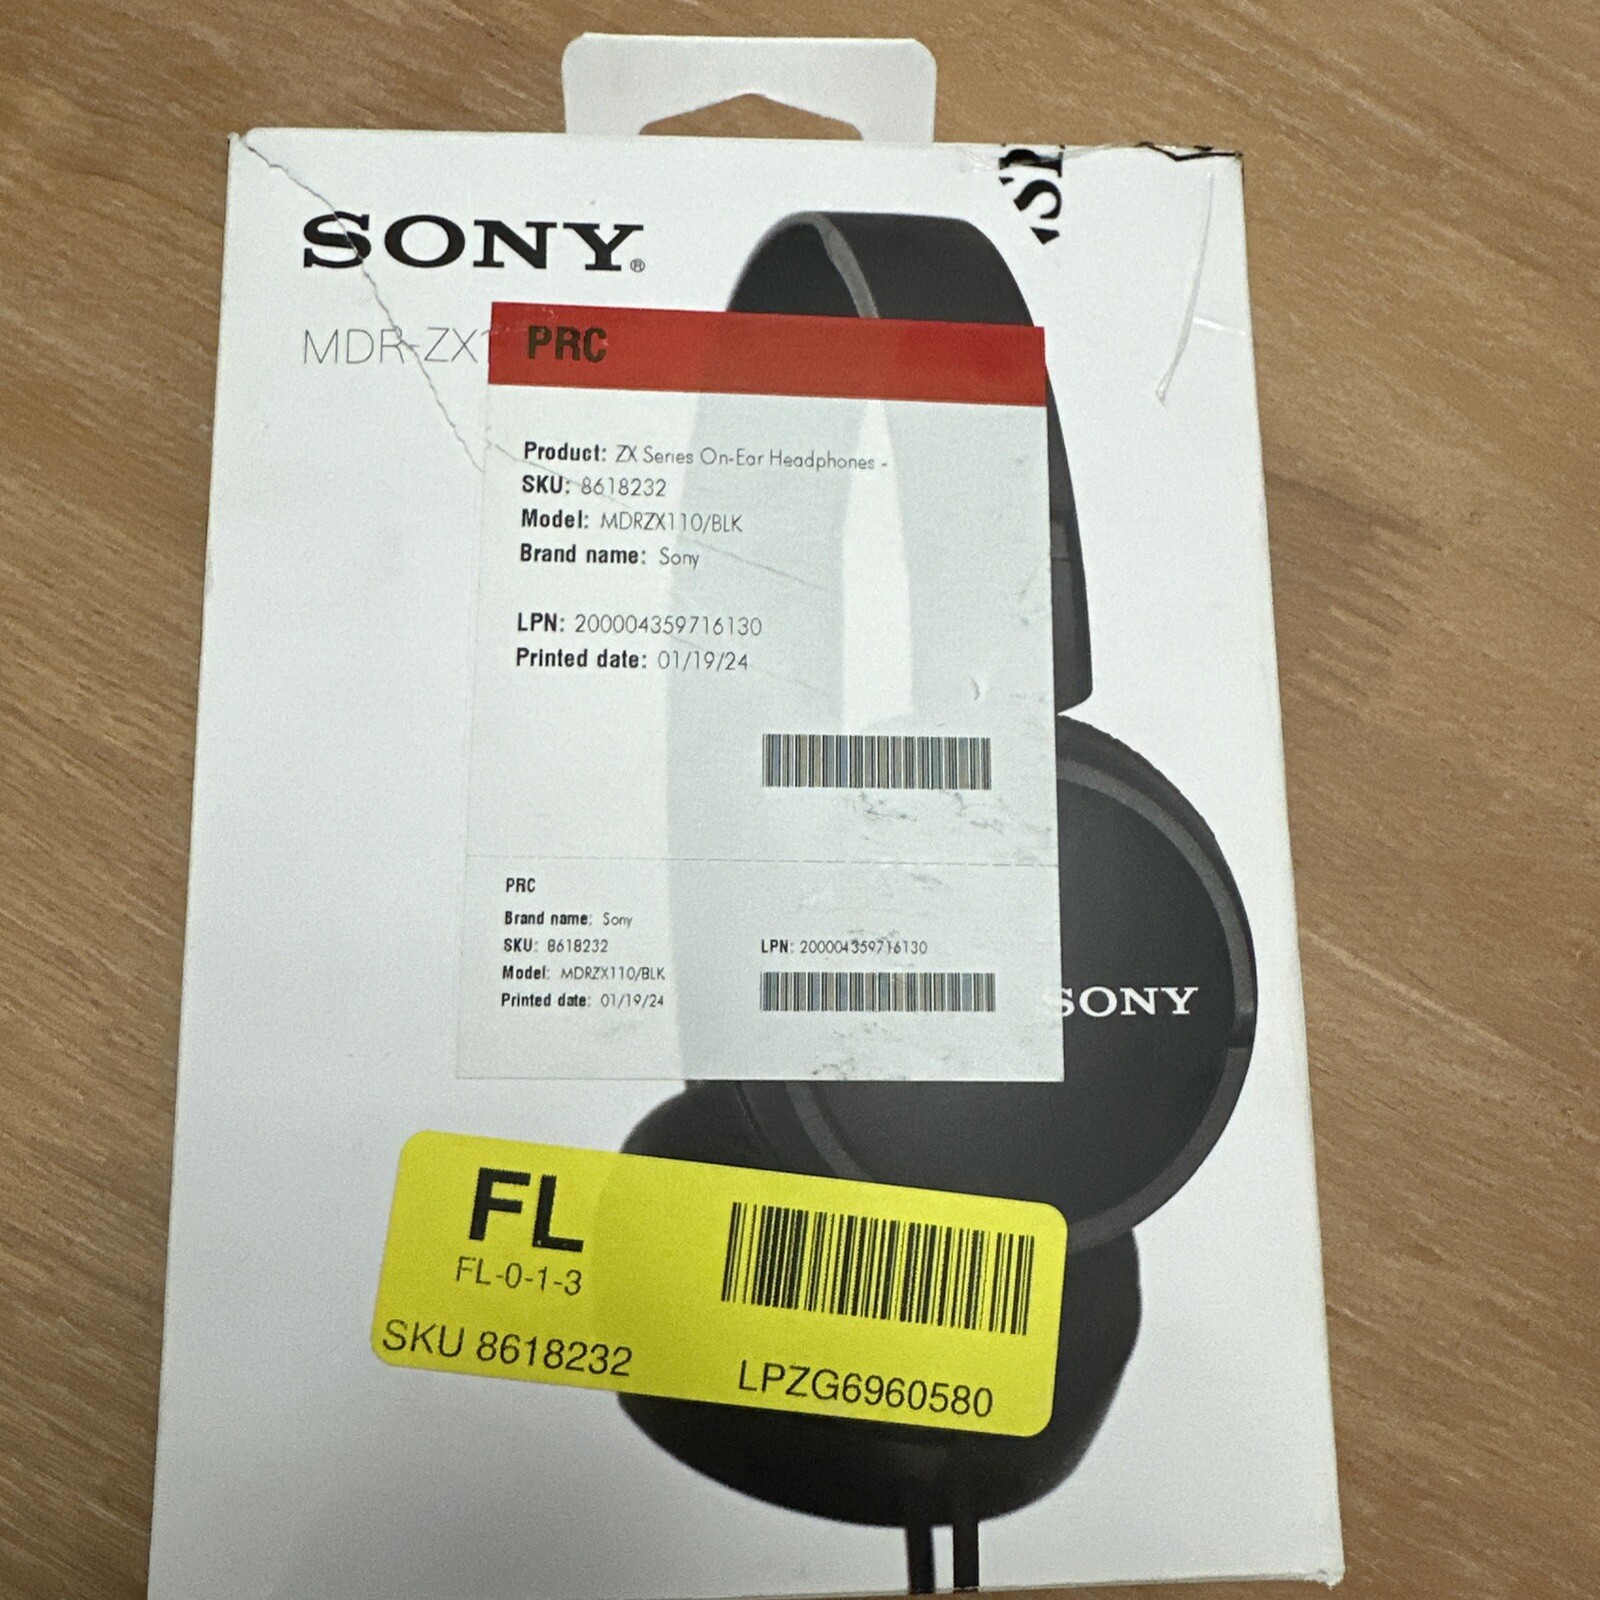 SONY®
MDR-ZX1
PRC
Product: ZX Series On-Ear Headphones -
SKU: 8618232
Model: MDRZX110/BLK
Brand name: Sony
LPN: 200004359716130
Printed date: 01/19/24
PRC
Brand name: Sony
SKU: 8618232
LPN: 200004359716130
Model: MDRZX110/BLK
Printed date: 01/19/24
SONY
FL
FL-0-1-3
SKU 8618232
LPZG6960580